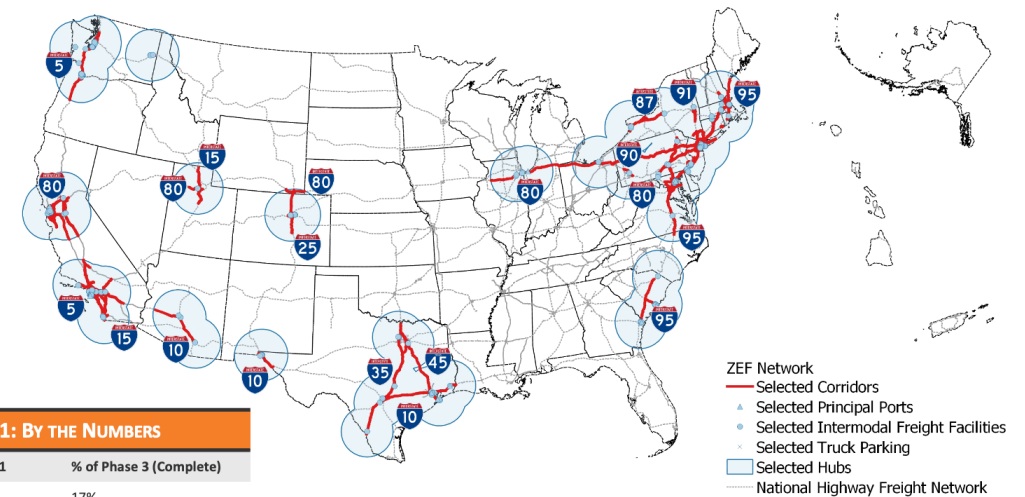 5
15
80
80
80
25
80
5
15
10
10
35
45
10
80
87
91
95
90
80
95
95
ZEF Network
Selected Corridors
Selected Principal Ports
Selected Intermodal Freight Facilities
Selected Truck Parking
Selected Hubs
National Highway Freight Network
1: BY THE NUMBERS
1 % of Phase 3 (Complete)
17%